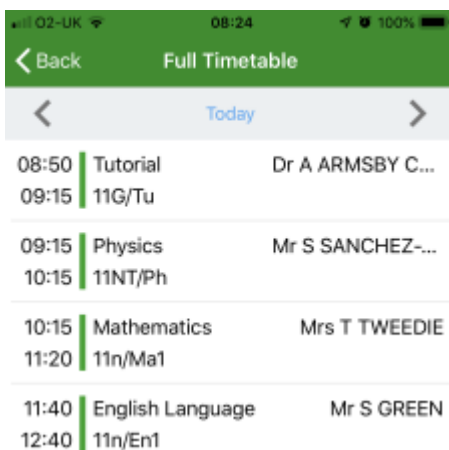 O2-UK 08:24 100%
Back Full Timetable
Today
08:50 Tutorial Dr A ARMSBY C...
09:15 11G/Tu
09:15 Physics Mr S SANCHEZ-...
10:15 11NT/Ph
10:15 Mathematics Mrs T TWEEDIE
11:20 11n/Ma1
11:40 English Language Mr S GREEN
12:40 11n/En1